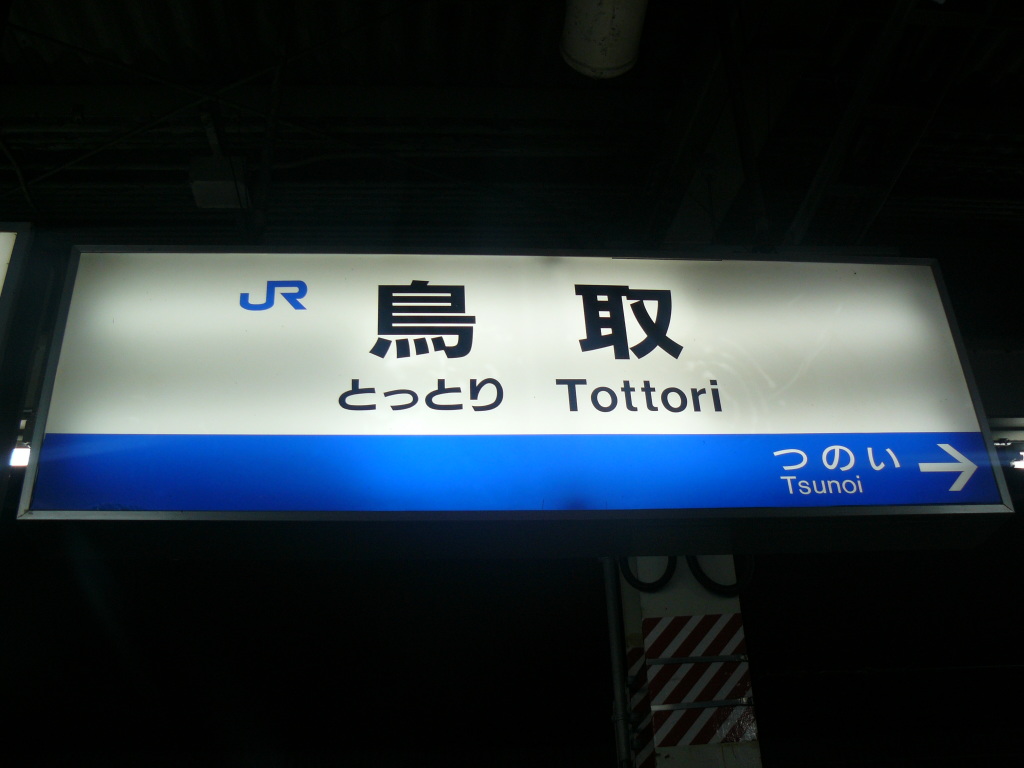 JR 鳥取
とっとり Tottori
つのい →
Tsunoi